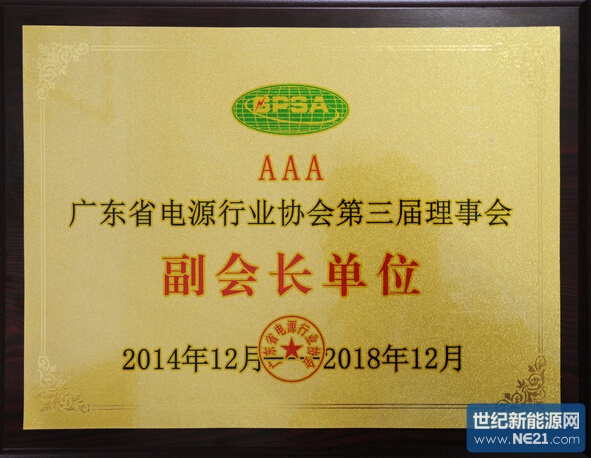 GPSA
AAA
广东省电源行业协会第三届理事会
副会长单位
2014年12月----2018年12月
广东省电源行业协会
世纪新能源网
www.NE21.com